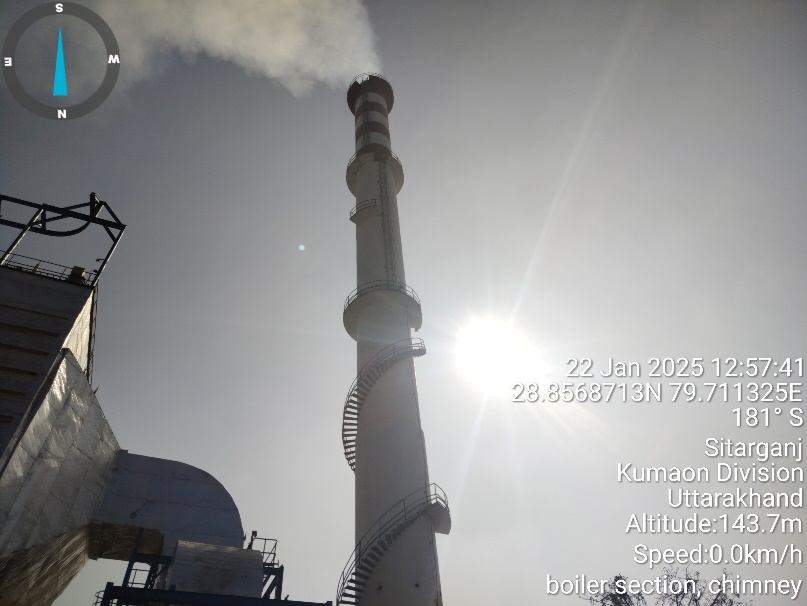 S
E
W
N
22 Jan 2025 12:57:41
28.8568713N 79.711325E
181° S
Sitarganj
Kumaon Division
Uttarakhand
Altitude:143.7m
Speed:0.0km/h
boiler section, chimney